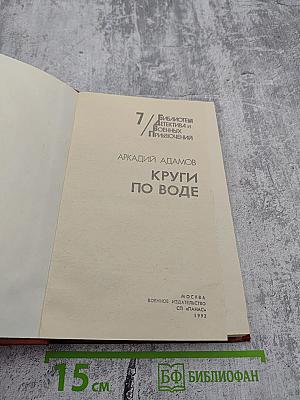 7/
БИБЛИОТЕКА
ДЕТЕКТИВА И
ВОЕННЫХ
ПРИКЛЮЧЕНИЙ
АРКАДИЙ АДАМОВ
КРУГИ
ПО ВОДЕ
МОСКВА
ВОЕННОЕ ИЗДАТЕЛЬСТВО
СП «ПАНАС»
1992
15 см
БФ БИБЛИОФАН